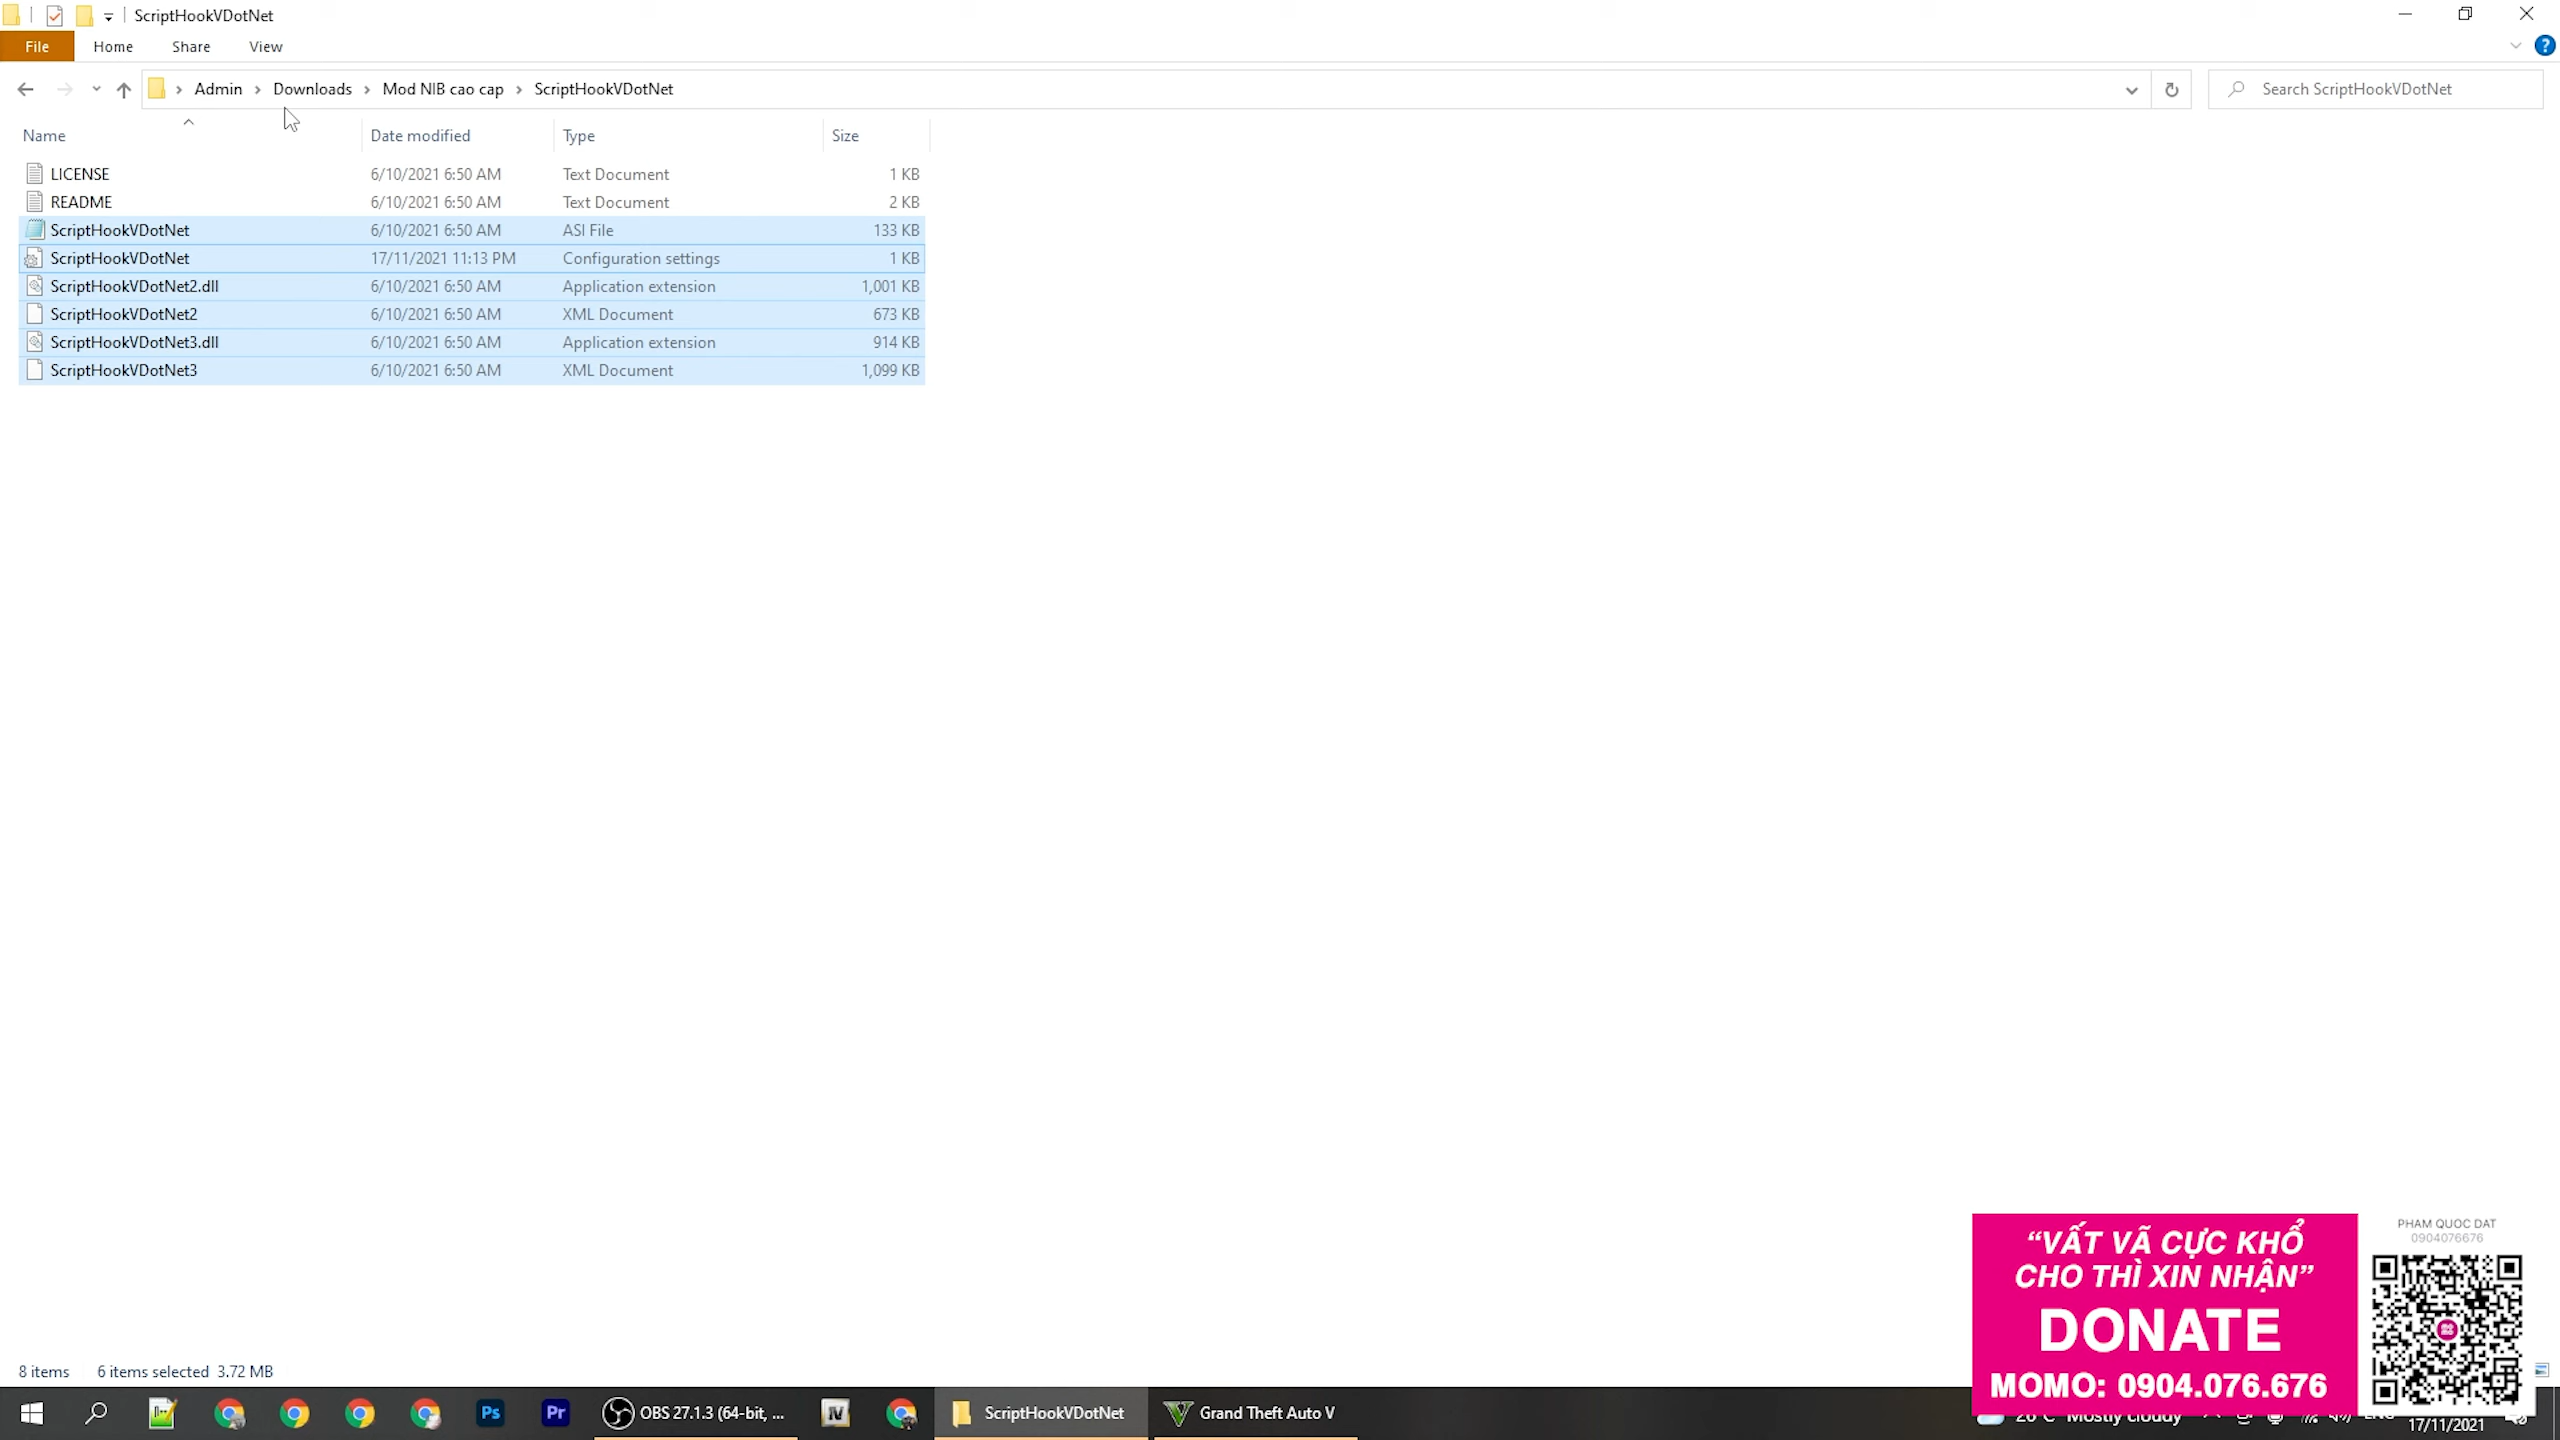 ScriptHookVDotNet
File Home Share View
Admin Downloads Mod NIB cao cap ScriptHookVDotNet
Search ScriptHookVDotNet
Name Date modified Type Size
LICENSE 6/10/2021 6:50 AM Text Document 1 KB
README 6/10/2021 6:50 AM Text Document 2 KB
ScriptHookVDotNet 6/10/2021 6:50 AM ASI File 133 KB
ScriptHookVDotNet 17/11/2021 11:13 PM Configuration settings 1 KB
ScriptHookVDotNet2.dll 6/10/2021 6:50 AM Application extension 1,001 KB
ScriptHookVDotNet2 6/10/2021 6:50 AM XML Document 673 KB
ScriptHookVDotNet3.dll 6/10/2021 6:50 AM Application extension 914 KB
ScriptHookVDotNet3 6/10/2021 6:50 AM XML Document 1,099 KB
“VẤT VÃ CỰC KHỔ
CHO THÌ XIN NHẬN”
DONATE
MOMO: 0904.076.676
PHAM QUOC DAT
0904076676
8 items 6 items selected 3.72 MB
Ps Pr OBS 27.1.3 (64-bit, ... IV ScriptHookVDotNet Grand Theft Auto V
26°C Mostly cloudy ENG
17/11/2021